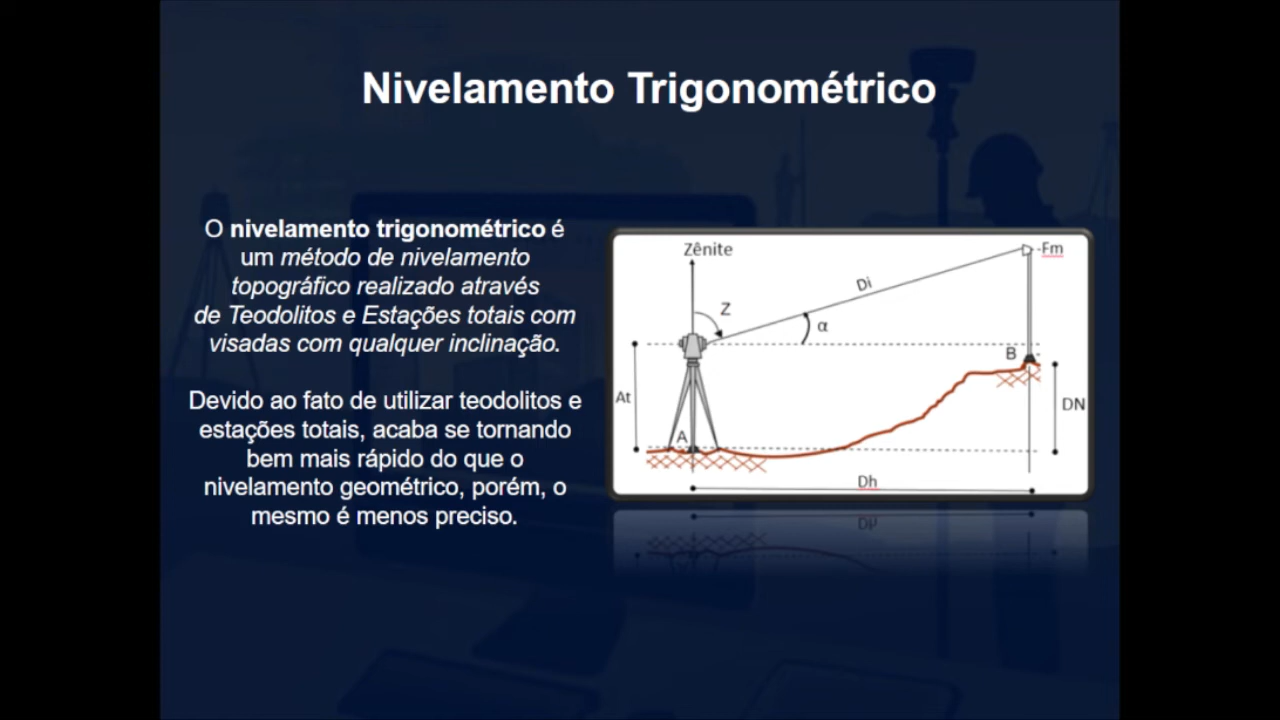 Nivelamento Trigonométrico
O nivelamento trigonométrico é
um método de nivelamento
topográfico realizado através
de Teodolitos e Estações totais com
visadas com qualquer inclinação.
Devido ao fato de utilizar teodolitos e
estações totais, acaba se tornando
bem mais rápido do que o
nivelamento geométrico, porém, o
mesmo é menos preciso.
Zênite
Fm
Di
Z
α
B
At
DN
A
Dh